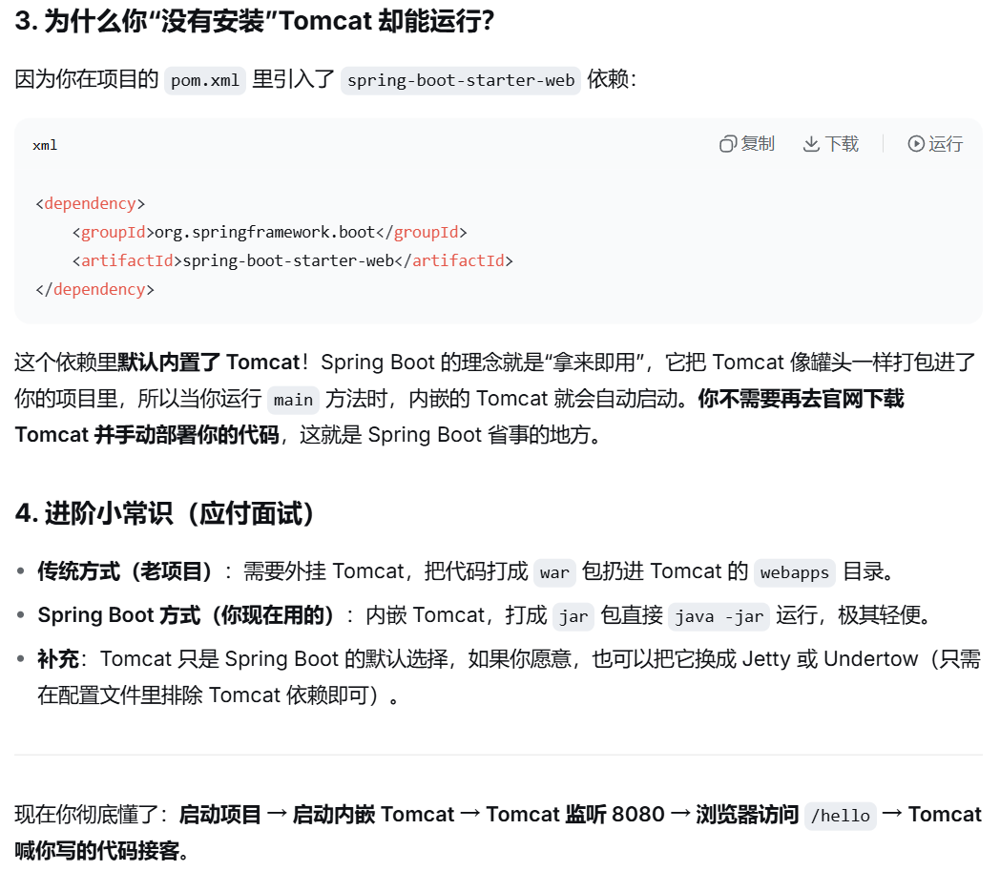 3. 为什么你“没有安装”Tomcat 却能运行？
因为你在项目的 pom.xml 里引入了 spring-boot-starter-web 依赖：
xml
复制 下载 运行
<dependency>
    <groupId>org.springframework.boot</groupId>
    <artifactId>spring-boot-starter-web</artifactId>
</dependency>
这个依赖里默认内置了 Tomcat！Spring Boot 的理念就是“拿来即用”，它把 Tomcat 像罐头一样打包进了
你的项目里，所以当你运行 main 方法时，内嵌的 Tomcat 就会自动启动。你不需要再去官网下载
Tomcat 并手动部署你的代码，这就是 Spring Boot 省事的地方。
4. 进阶小常识（应付面试）
• 传统方式（老项目）：需要外挂 Tomcat，把代码打成 war 包扔进 Tomcat 的 webapps 目录。
• Spring Boot 方式（你现在用的）：内嵌 Tomcat，打成 jar 包直接 java -jar 运行，极其轻便。
• 补充：Tomcat 只是 Spring Boot 的默认选择，如果你愿意，也可以把它换成 Jetty 或 Undertow（只需
在配置文件里排除 Tomcat 依赖即可）。
现在你彻底懂了：启动项目 → 启动内嵌 Tomcat → Tomcat 监听 8080 → 浏览器访问 /hello → Tomcat
喊你写的代码接客。